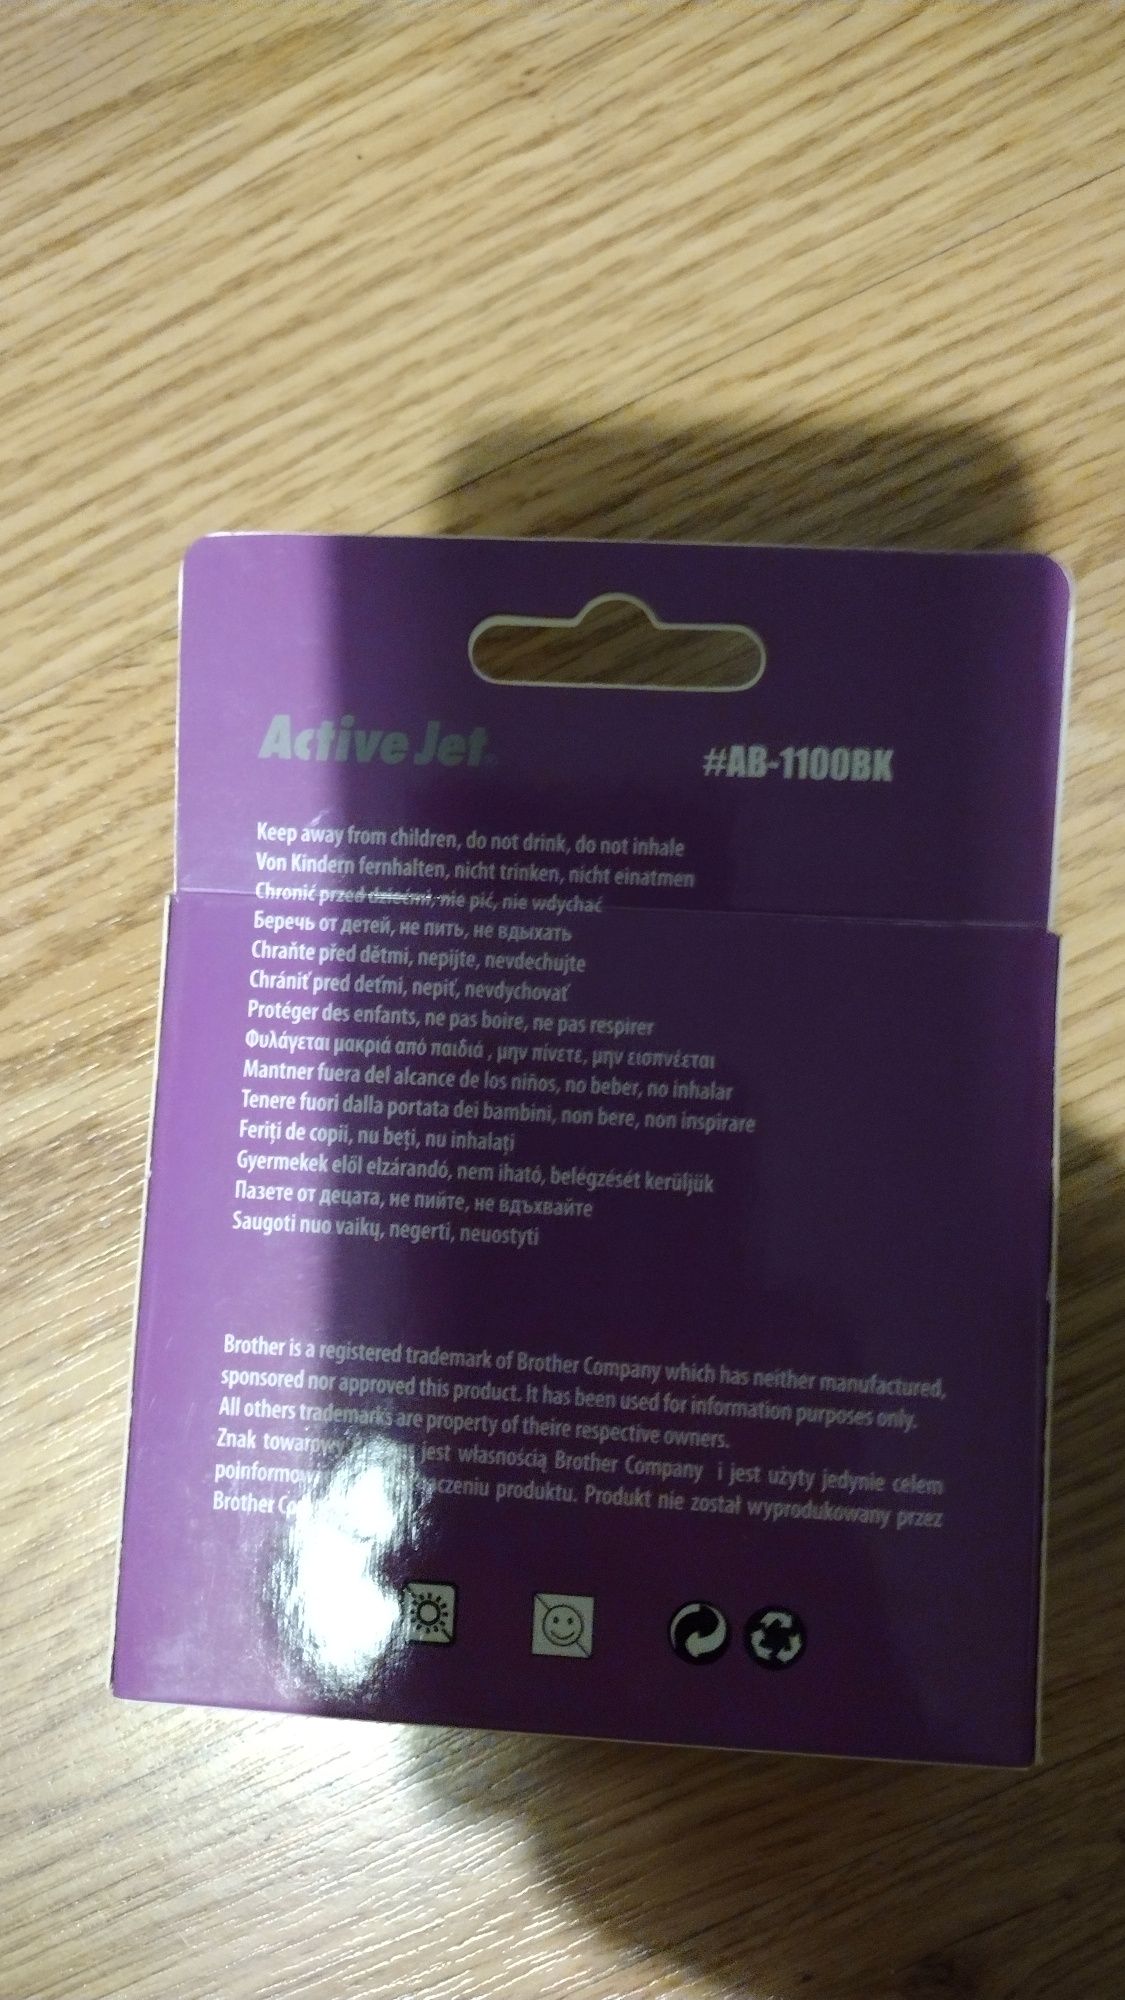 Active Jet
#AB-1100BK
Keep away from children, do not drink, do not inhale
Von Kindern fernhalten, nicht trinken, nicht einatmen
Chronić przed dziećmi, nie pić, nie wdychać
Беречь от детей, не пить, не вдыхать
Chraňte před dětmi, nepijte, nevdechujte
Chrániť pred deťmi, nepiť, nevdychovať
Protéger des enfants, ne pas boire, ne pas respirer
Φυλάγεται μακριά από παιδιά , μην πίνετε, μην εισπνέεται
Mantner fuera del alcance de los niños, no beber, no inhalar
Tenere fuori dalla portata dei bambini, non bere, non inspirare
Feriți de copii, nu beți, nu inhalați
Gyermekek elől elzárandó, nem iható, belégzését kerüljük
Пазете от децата, не пийте, не вдъхвайте
Saugoti nuo vaikų, negerti, neuostyti
Brother is a registered trademark of Brother Company which has neither manufactured,
sponsored nor approved this product. It has been used for information purposes only.
All others trademarks are property of theire respective owners.
Znak towarowy jest własnością Brother Company i jest użyty jedynie celem
produktu. Produkt nie został wyprodukowany przez
Brother